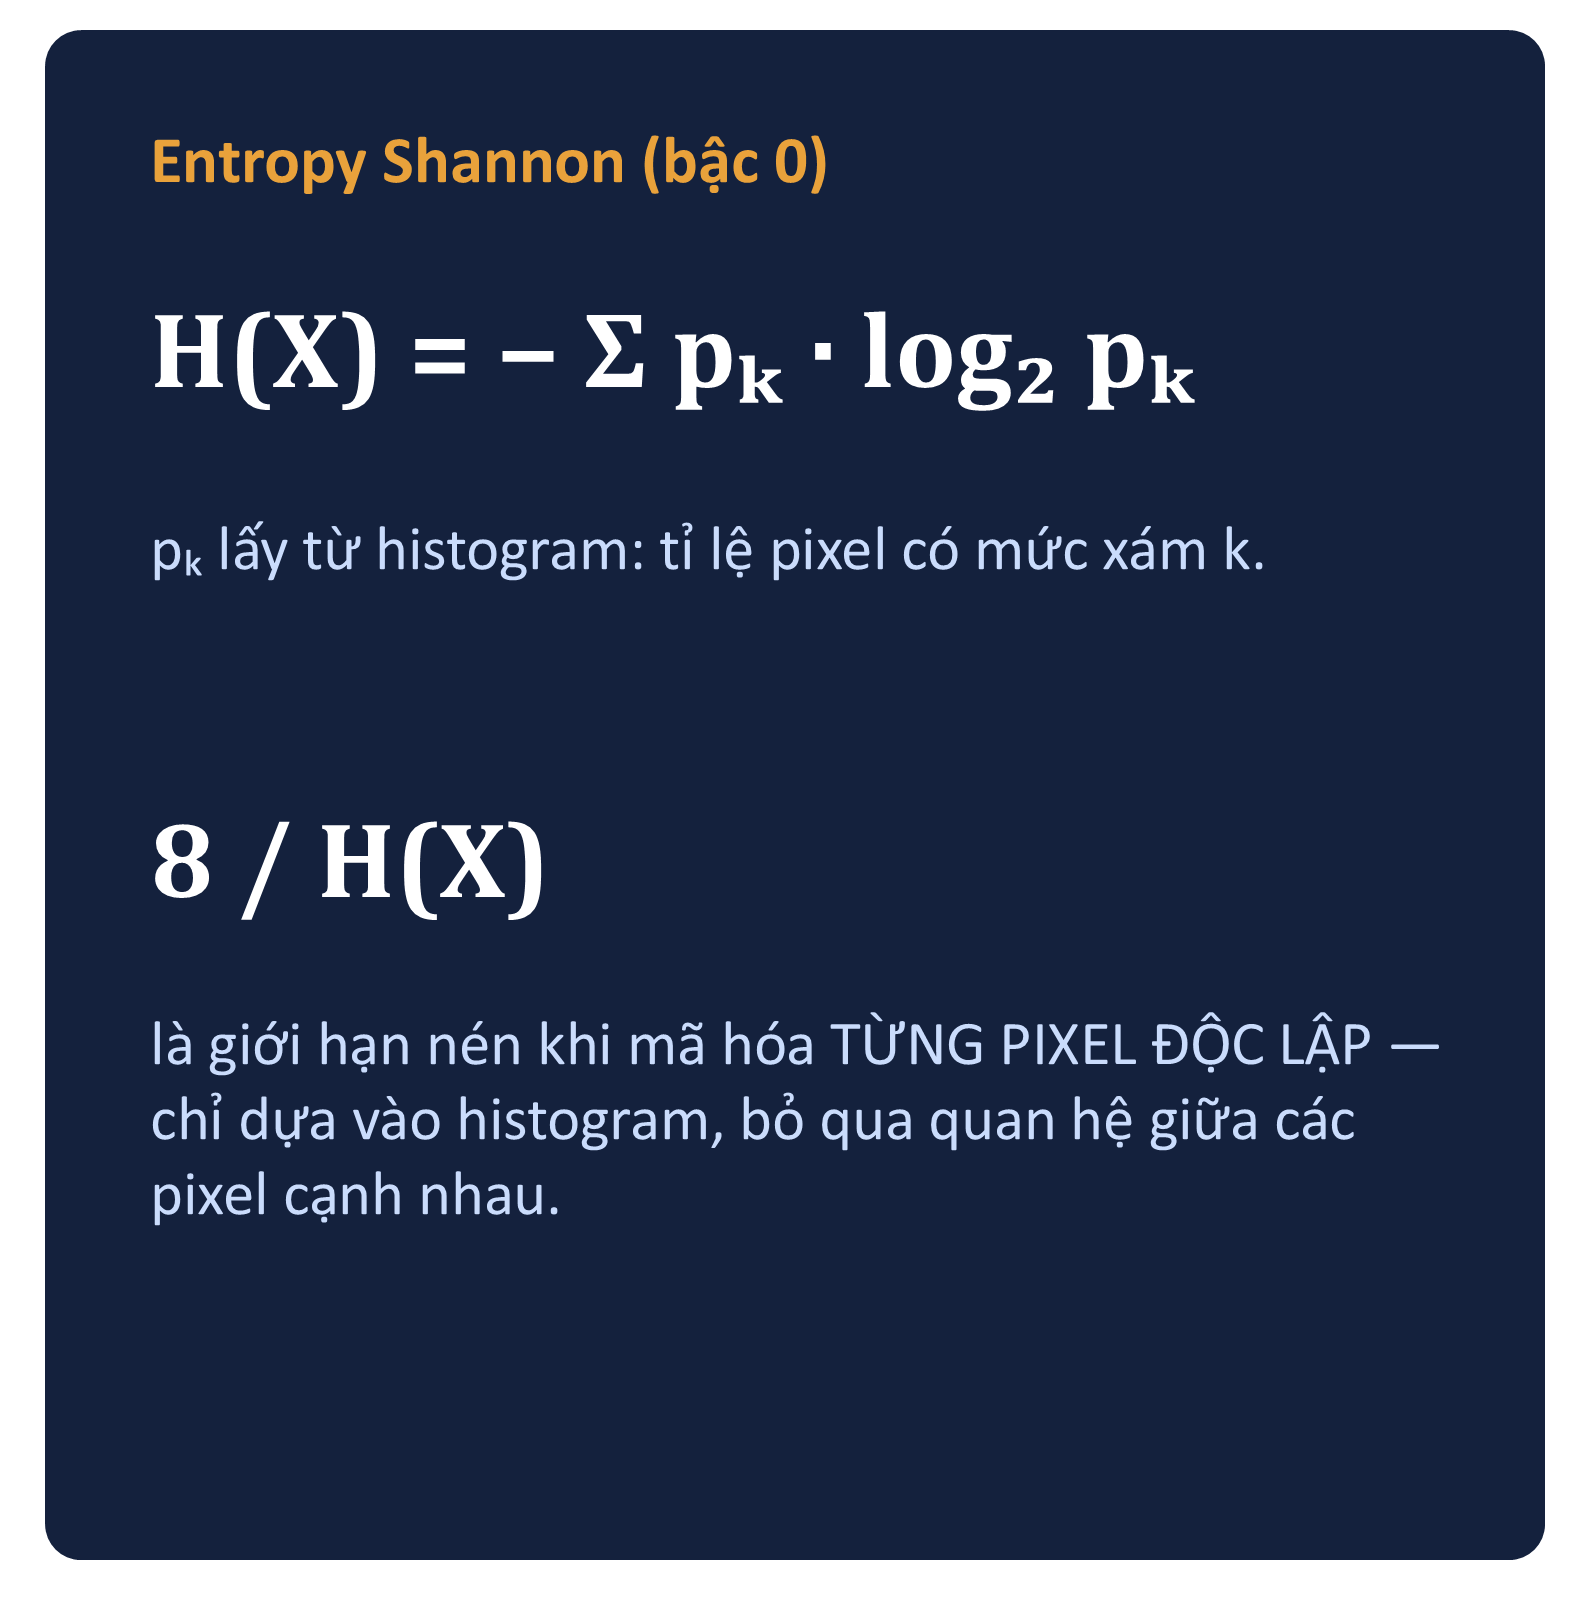 Entropy Shannon (bậc 0)
H(X) = − Σ pₖ · log₂ pₖ
pₖ lấy từ histogram: tỉ lệ pixel có mức xám k.
8 / H(X)
là giới hạn nén khi mã hóa TỪNG PIXEL ĐỘC LẬP —
chỉ dựa vào histogram, bỏ qua quan hệ giữa các
pixel cạnh nhau.